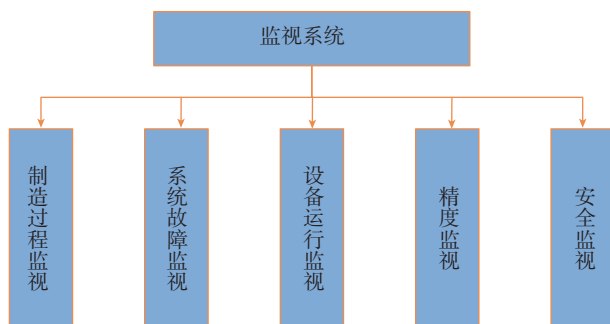 监视系统
制造过程监视
系统故障监视
设备运行监视
精度监视
安全监视